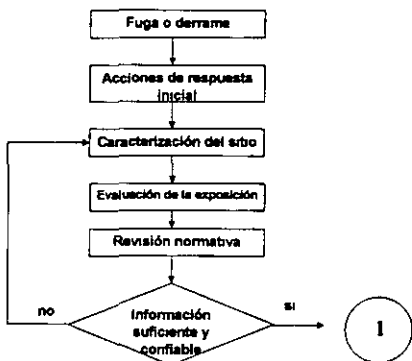 Fuga o derrame
Acciones de respuesta
inicial
Caracterización del sitio
Evaluación de la exposición
Revisión normativa
no
Información
suficiente y
confiable
si
1